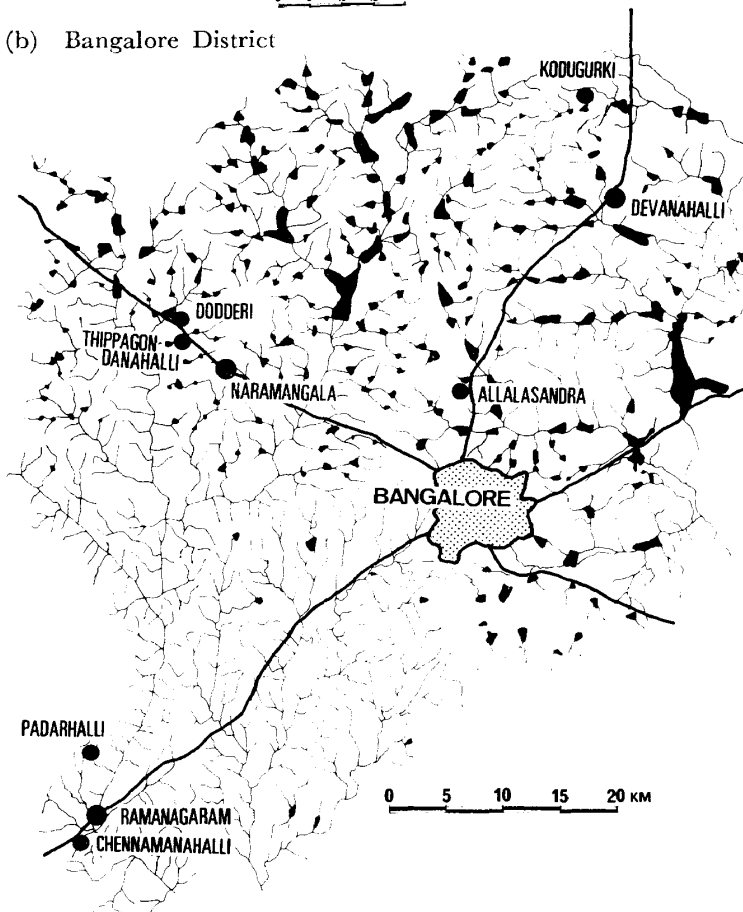 (b) Bangalore District
KODUGURKI
DEVANAHALLI
DODDERI
THIPPAGON-
DANAHALLI
NARAMANGALA
ALLALASANDRA
BANGALORE
PADARHALLI
0 5 10 15 20 KM
RAMANAGARAM
CHENNAMANAHALLI